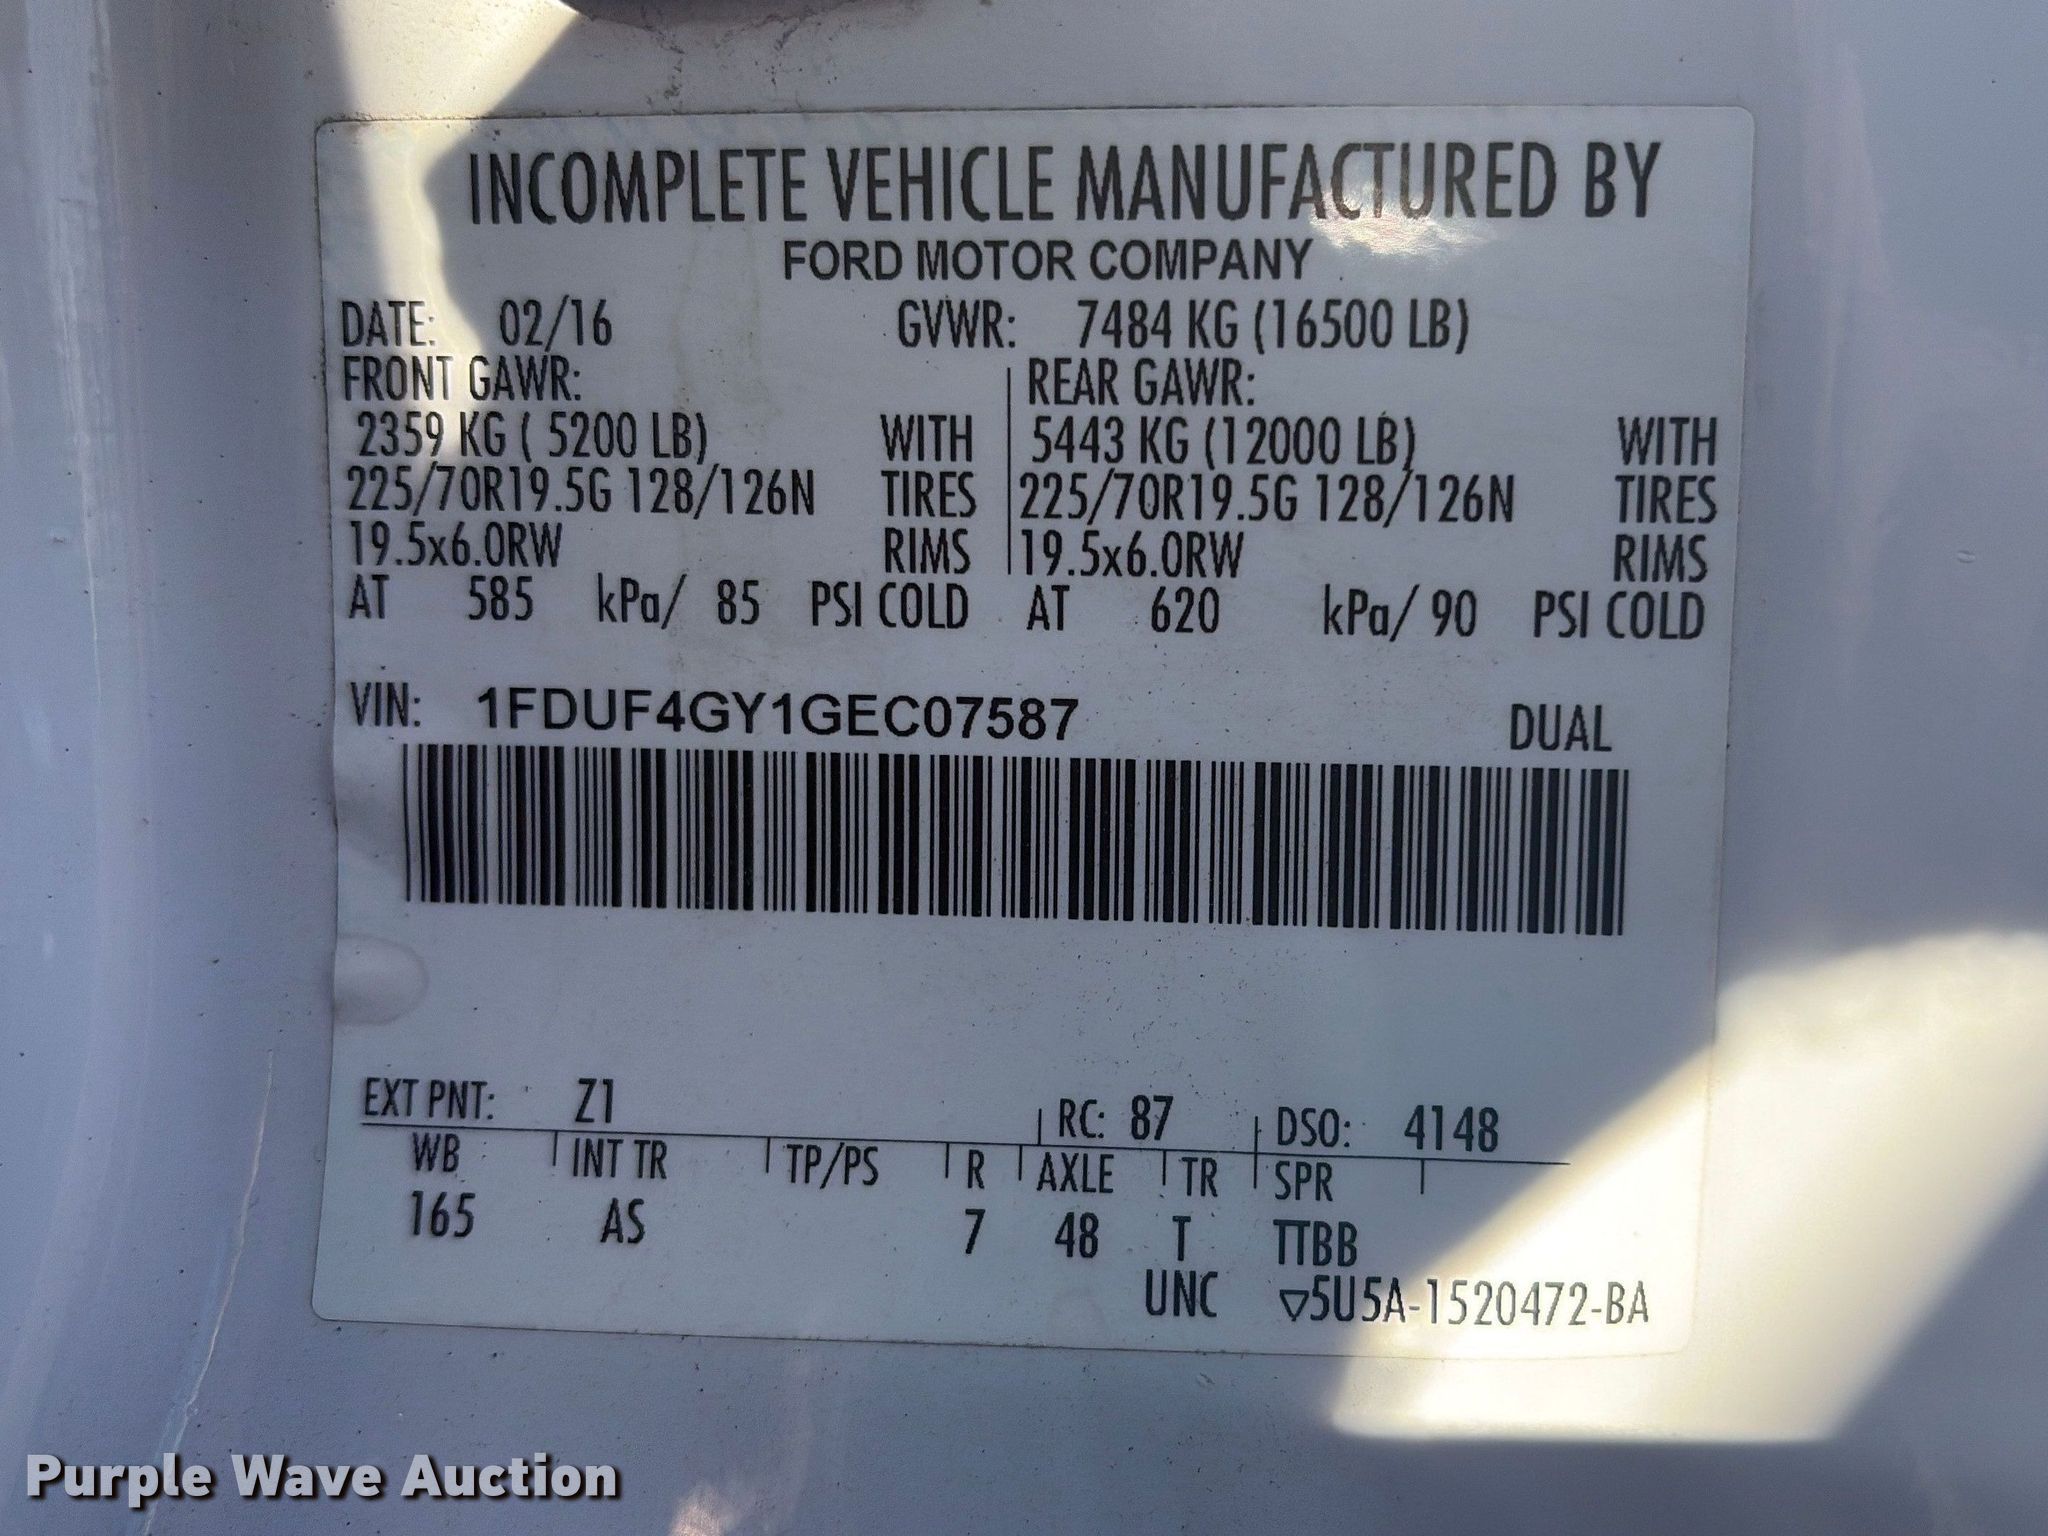 INCOMPLETE VEHICLE MANUFACTURED BY
FORD MOTOR COMPANY
DATE: 02/16 GVWR: 7484 KG (16500 LB)
FRONT GAWR: REAR GAWR:
2359 KG ( 5200 LB) WITH 5443 KG (12000 LB) WITH
225/70R19.5G 128/126N TIRES 225/70R19.5G 128/126N TIRES
19.5x6.0RW RIMS 19.5x6.0RW RIMS
AT 585 kPa/ 85 PSI COLD AT 620 kPa/ 90 PSI COLD
VIN: 1FDUF4GY1GEC07587 DUAL
EXT PNT: Z1 RC: 87 DSO: 4148
WB INT TR TP/PS R AXLE TR SPR
165 AS 7 48 T TTBB
UNC ▽5U5A-1520472-BA
Purple Wave Auction